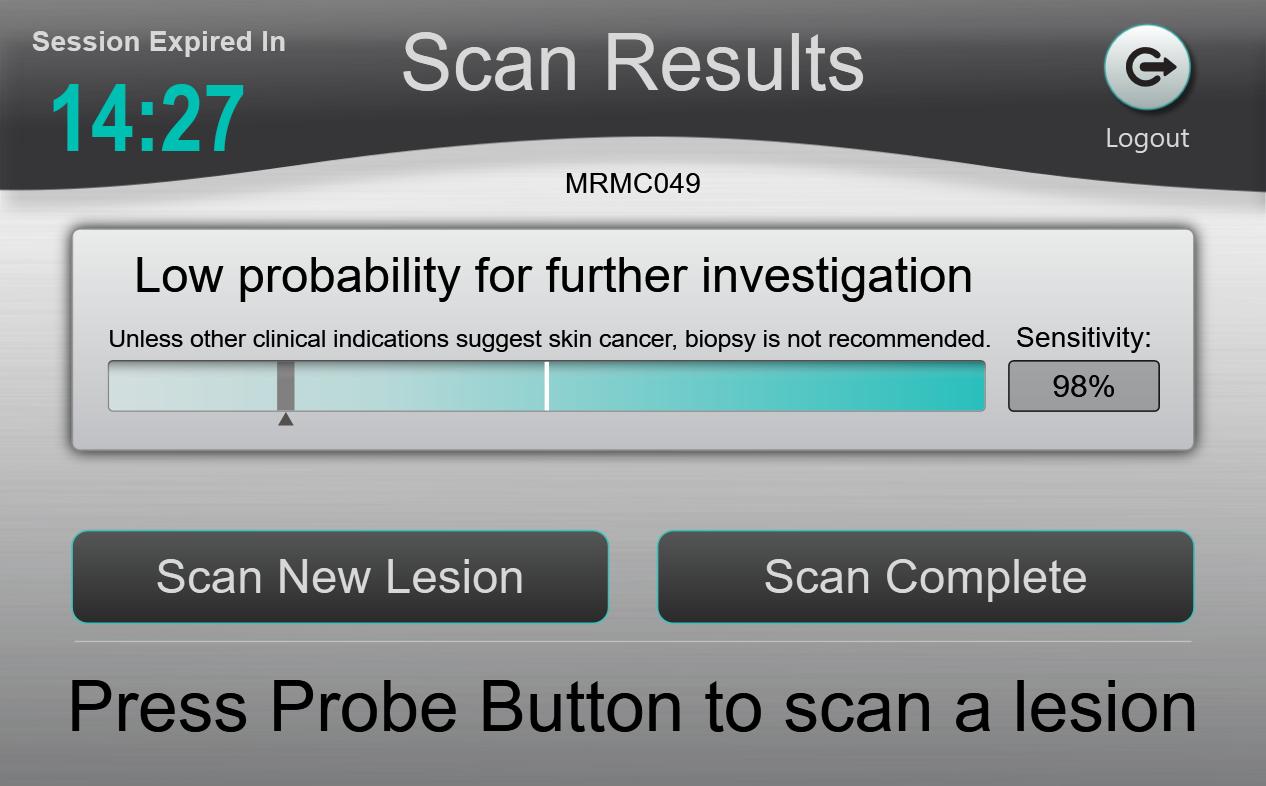 Session Expired In
14:27
Scan Results
Logout
MRMC049
Low probability for further investigation
Unless other clinical indications suggest skin cancer, biopsy is not recommended.
Sensitivity:
98%
Scan New Lesion
Scan Complete
Press Probe Button to scan a lesion